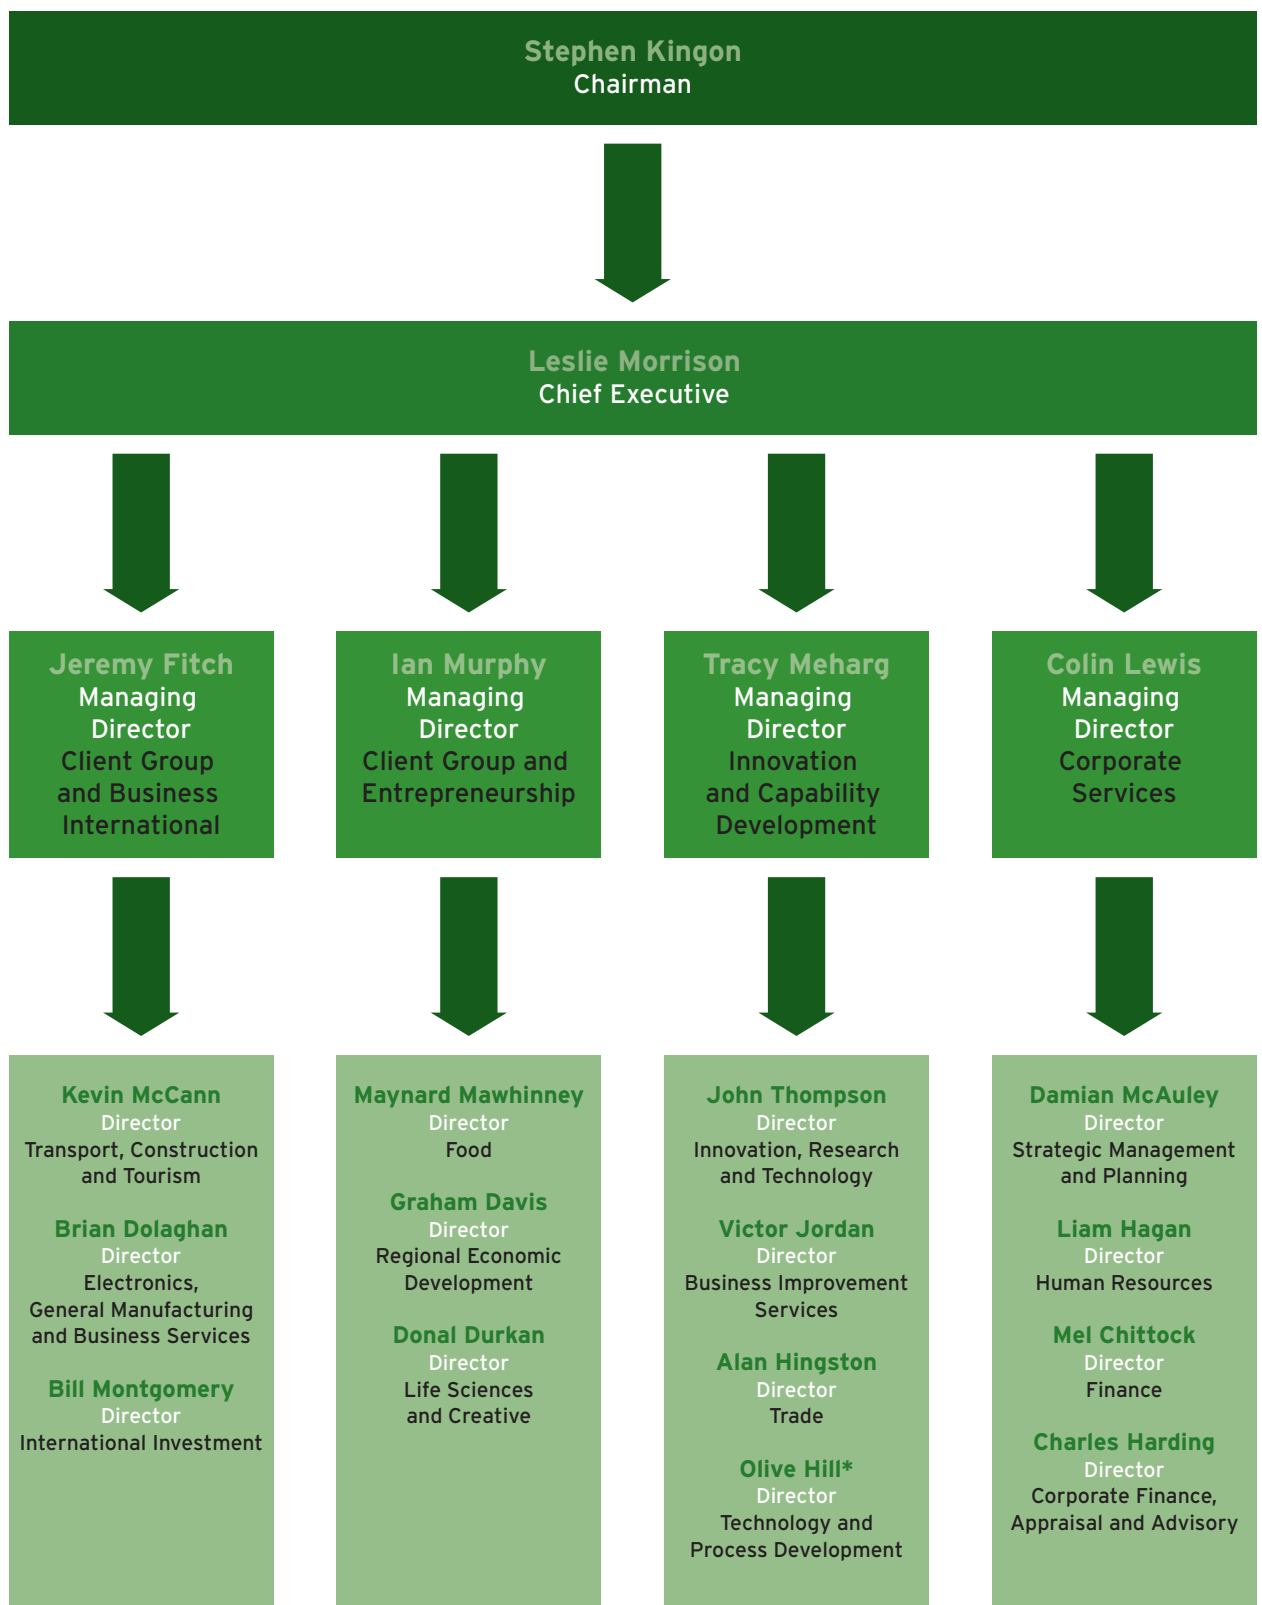 Stephen Kingon
Chairman
Leslie Morrison
Chief Executive
Jeremy Fitch
Managing
Director
Client Group
and Business
International
Ian Murphy
Managing
Director
Client Group and
Entrepreneurship
Tracy Meharg
Managing
Director
Innovation
and Capability
Development
Colin Lewis
Managing
Director
Corporate
Services
Kevin McCann
Director
Transport, Construction
and Tourism
Brian Dolaghan
Director
Electronics,
General Manufacturing
and Business Services
Bill Montgomery
Director
International Investment
Maynard Mawhinney
Director
Food
Graham Davis
Director
Regional Economic
Development
Donal Durkan
Director
Life Sciences
and Creative
John Thompson
Director
Innovation, Research
and Technology
Victor Jordan
Director
Business Improvement
Services
Alan Hingston
Director
Trade
Olive Hill*
Director
Technology and
Process Development
Damian McAuley
Director
Strategic Management
and Planning
Liam Hagan
Director
Human Resources
Mel Chittock
Director
Finance
Charles Harding
Director
Corporate Finance,
Appraisal and Advisory